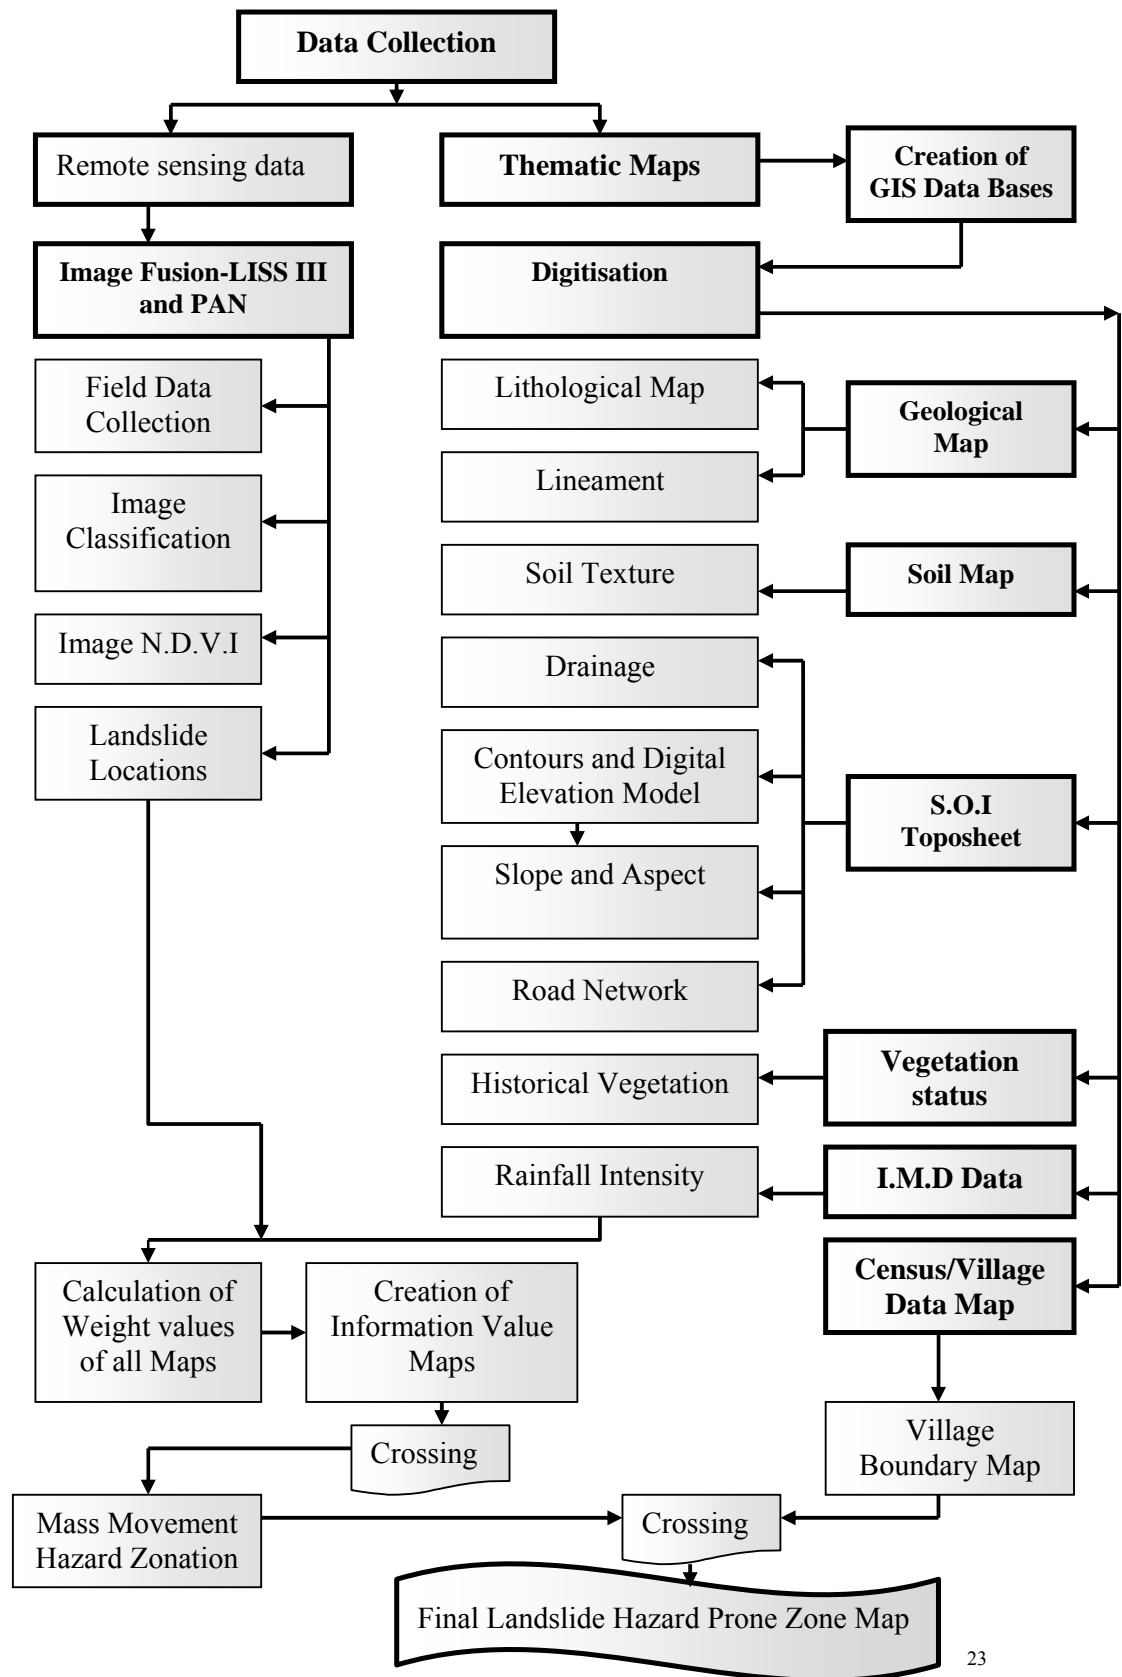 Data Collection
Remote sensing data
Thematic Maps
Creation of
GIS Data Bases
Image Fusion-LISS III
and PAN
Digitisation
Field Data
Collection
Lithological Map
Geological
Map
Lineament
Image
Classification
Soil Texture
Soil Map
Image N.D.V.I
Drainage
Landslide
Locations
Contours and Digital
Elevation Model
S.O.I
Toposheet
Slope and Aspect
Road Network
Historical Vegetation
Vegetation
status
Rainfall Intensity
I.M.D Data
Calculation of
Weight values
of all Maps
Creation of
Information Value
Maps
Census/Village
Data Map
Crossing
Village
Boundary Map
Mass Movement
Hazard Zonation
Crossing
Final Landslide Hazard Prone Zone Map
23